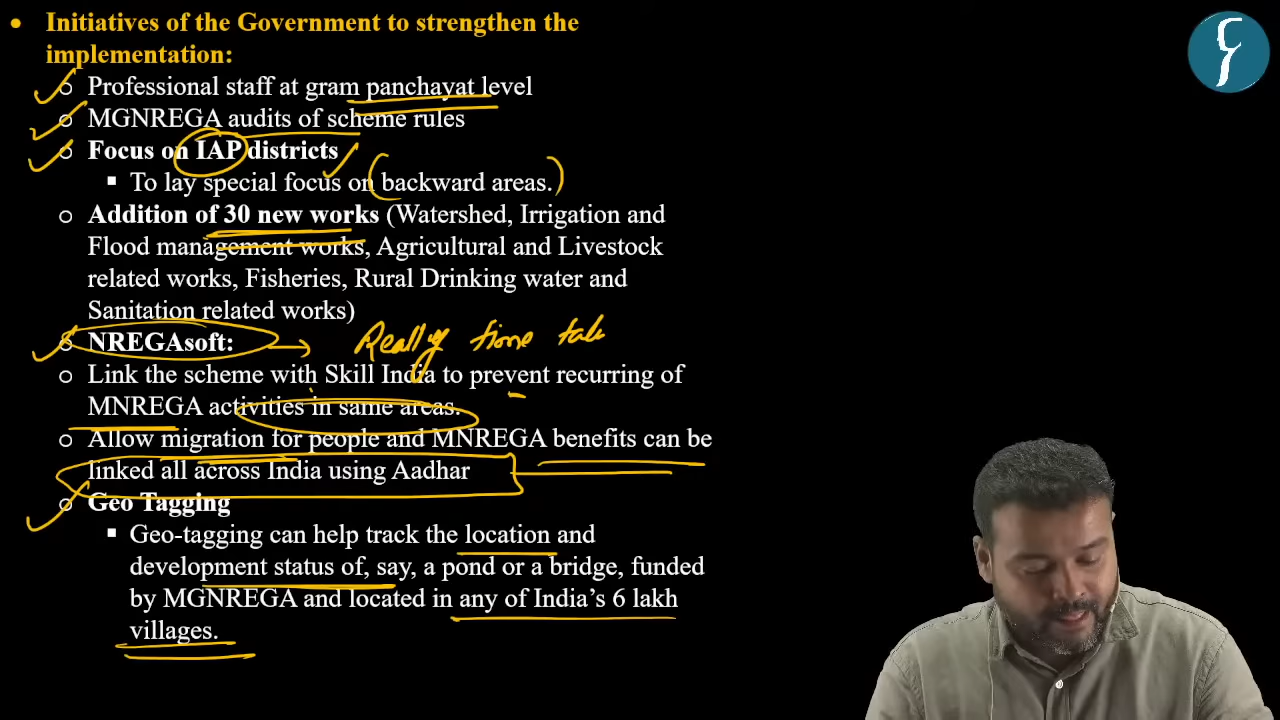 • Initiatives of the Government to strengthen the
implementation:
o Professional staff at gram panchayat level
o MGNREGA audits of scheme rules
o Focus on IAP districts
▪ To lay special focus on backward areas.
o Addition of 30 new works (Watershed, Irrigation and
Flood management works, Agricultural and Livestock
related works, Fisheries, Rural Drinking water and
Sanitation related works)
o NREGAsoft: → Really time
o Link the scheme with Skill India to prevent recurring of
MNREGA activities in same areas.
o Allow migration for people and MNREGA benefits can be
linked all across India using Aadhar
o Geo Tagging
▪ Geo-tagging can help track the location and
development status of, say, a pond or a bridge, funded
by MGNREGA and located in any of India's 6 lakh
villages.